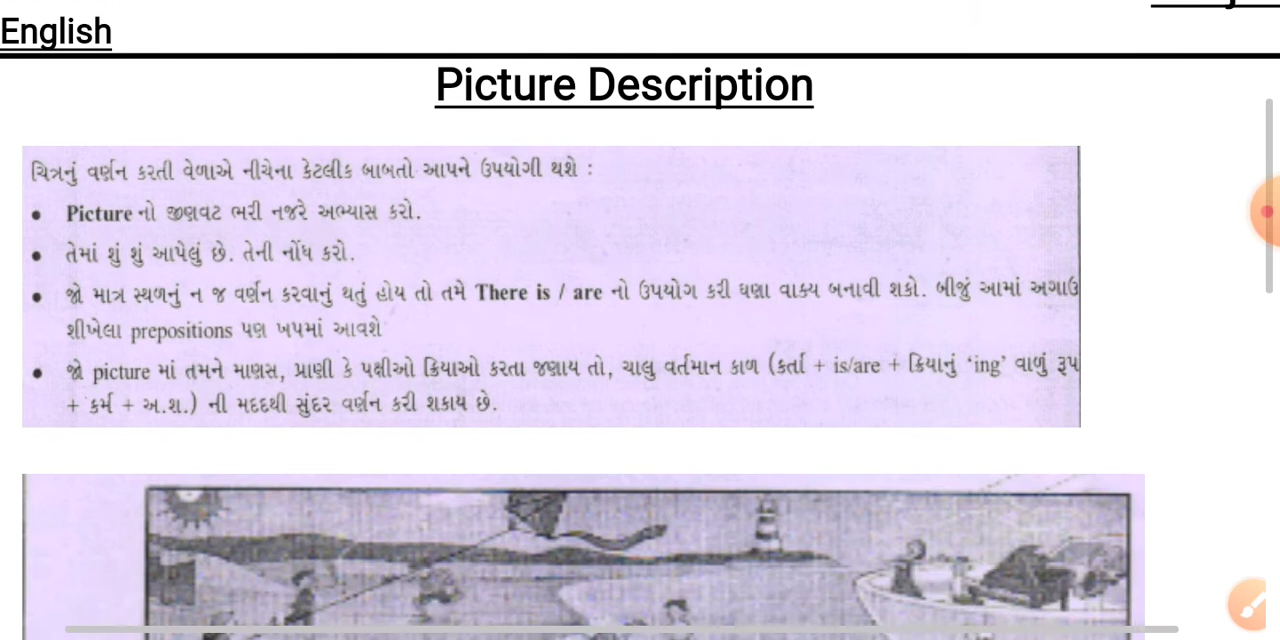 English
Picture Description
ચિત્રનું વર્ણન કરતી વેળાએ નીચેના કેટલીક બાબતો આપને ઉપયોગી થશે :
• Picture નો જીણવટ ભરી નજરે અભ્યાસ કરો.
• તેમાં શું શું આપેલું છે. તેની નોંધ કરો.
• જો માત્ર સ્થળનું ન જ વર્ણન કરવાનું થતું હોય તો તમે There is / are નો ઉપયોગ કરી ઘણા વાક્ય બનાવી શકો. બીજું આમાં અગાઉ
શીખેલા prepositions પણ ખપમાં આવશે
• જો picture માં તમને માણસ, પ્રાણી કે પક્ષીઓ ક્રિયાઓ કરતા જણાય તો, ચાલુ વર્તમાન કાળ (કર્તા + is/are + ક્રિયાનું ‘ing’ વાળું રૂપ
+ કર્મ + અ.શ.) ની મદદથી સુંદર વર્ણન કરી શકાય છે.